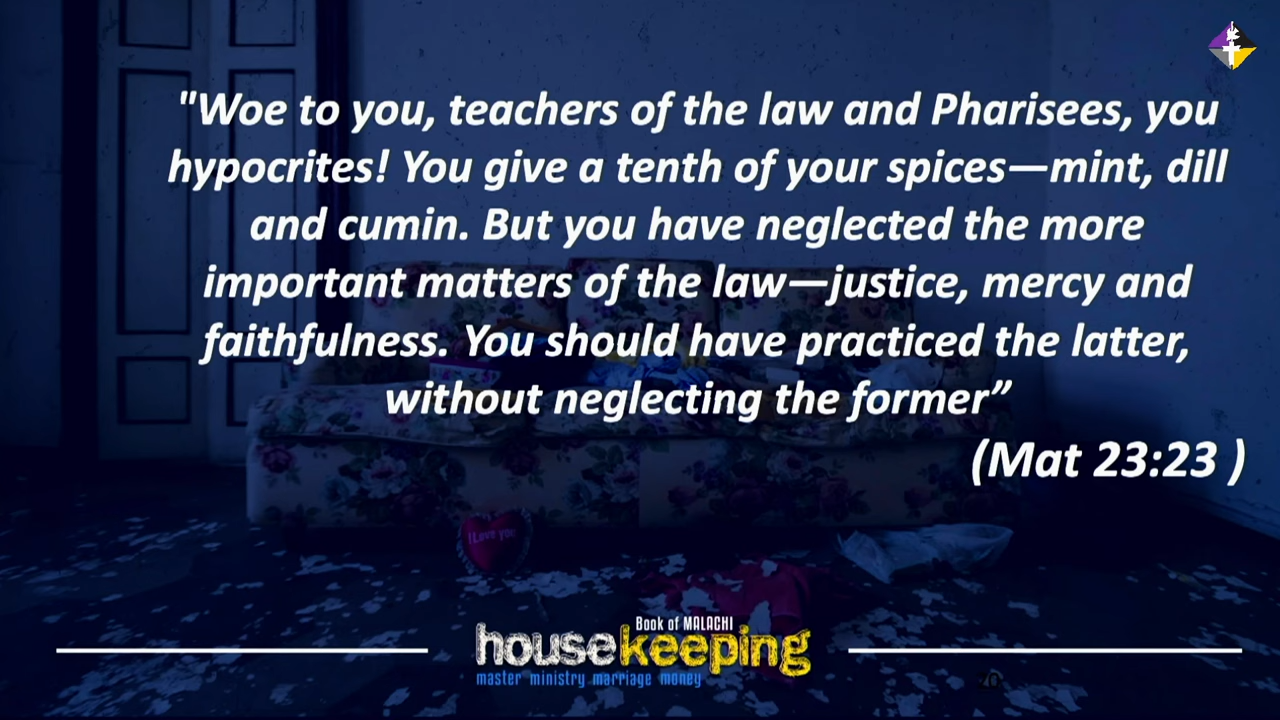 "Woe to you, teachers of the law and Pharisees, you
hypocrites! You give a tenth of your spices—mint, dill
and cumin. But you have neglected the more
important matters of the law—justice, mercy and
faithfulness. You should have practiced the latter,
without neglecting the former”
(Mat 23:23 )
I Love you
Book of MALACHI
housekeeping
master ministry marriage money
20